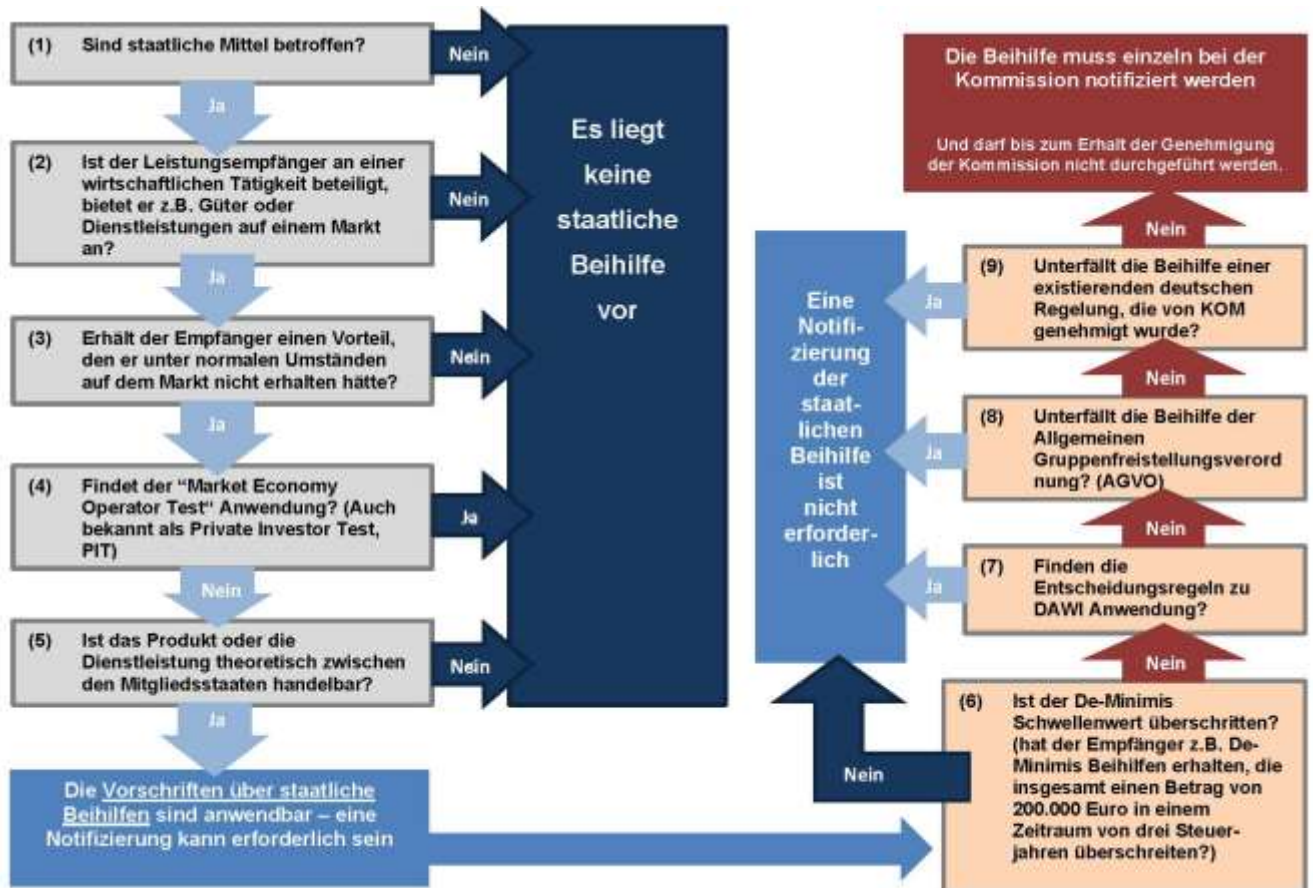 (1) Sind staatliche Mittel betroffen?
Nein
Ja
(2) Ist der Leistungsempfänger an einer
wirtschaftlichen Tätigkeit beteiligt,
bietet er z.B. Güter oder
Dienstleistungen auf einem Markt
an?
Nein
Ja
(3) Erhält der Empfänger einen Vorteil,
den er unter normalen Umständen
auf dem Markt nicht erhalten hätte?
Nein
Ja
(4) Findet der “Market Economy
Operator Test“ Anwendung? (Auch
bekannt als Private Investor Test,
PIT)
Ja
Nein
(5) Ist das Produkt oder die
Dienstleistung theoretisch zwischen
den Mitgliedsstaaten handelbar?
Nein
Ja
Die Vorschriften über staatliche
Beihilfen sind anwendbar – eine
Notifizierung kann erforderlich sein
Es liegt
keine
staatliche
Beihilfe
vor
Eine
Notifi-
zierung
der
staat-
lichen
Beihilfe
ist
nicht
erforder-
lich
Die Beihilfe muss einzeln bei der
Kommission notifiziert werden
Und darf bis zum Erhalt der Genehmigung
der Kommission nicht durchgeführt werden.
Nein
(9) Unterfällt die Beihilfe einer
existierenden deutschen
Regelung, die von KOM
genehmigt wurde?
Ja
Nein
(8) Unterfällt die Beihilfe der
Allgemeinen
Gruppenfreistellungsverord
nung? (AGVO)
Ja
Nein
(7) Finden die
Entscheidungsregeln zu
DAWI Anwendung?
Ja
Nein
(6) Ist der De-Minimis
Schwellenwert überschritten?
(hat der Empfänger z.B. De-
Minimis Beihilfen erhalten, die
insgesamt einen Betrag von
200.000 Euro in einem
Zeitraum von drei Steuer-
jahren überschreiten?)
Nein